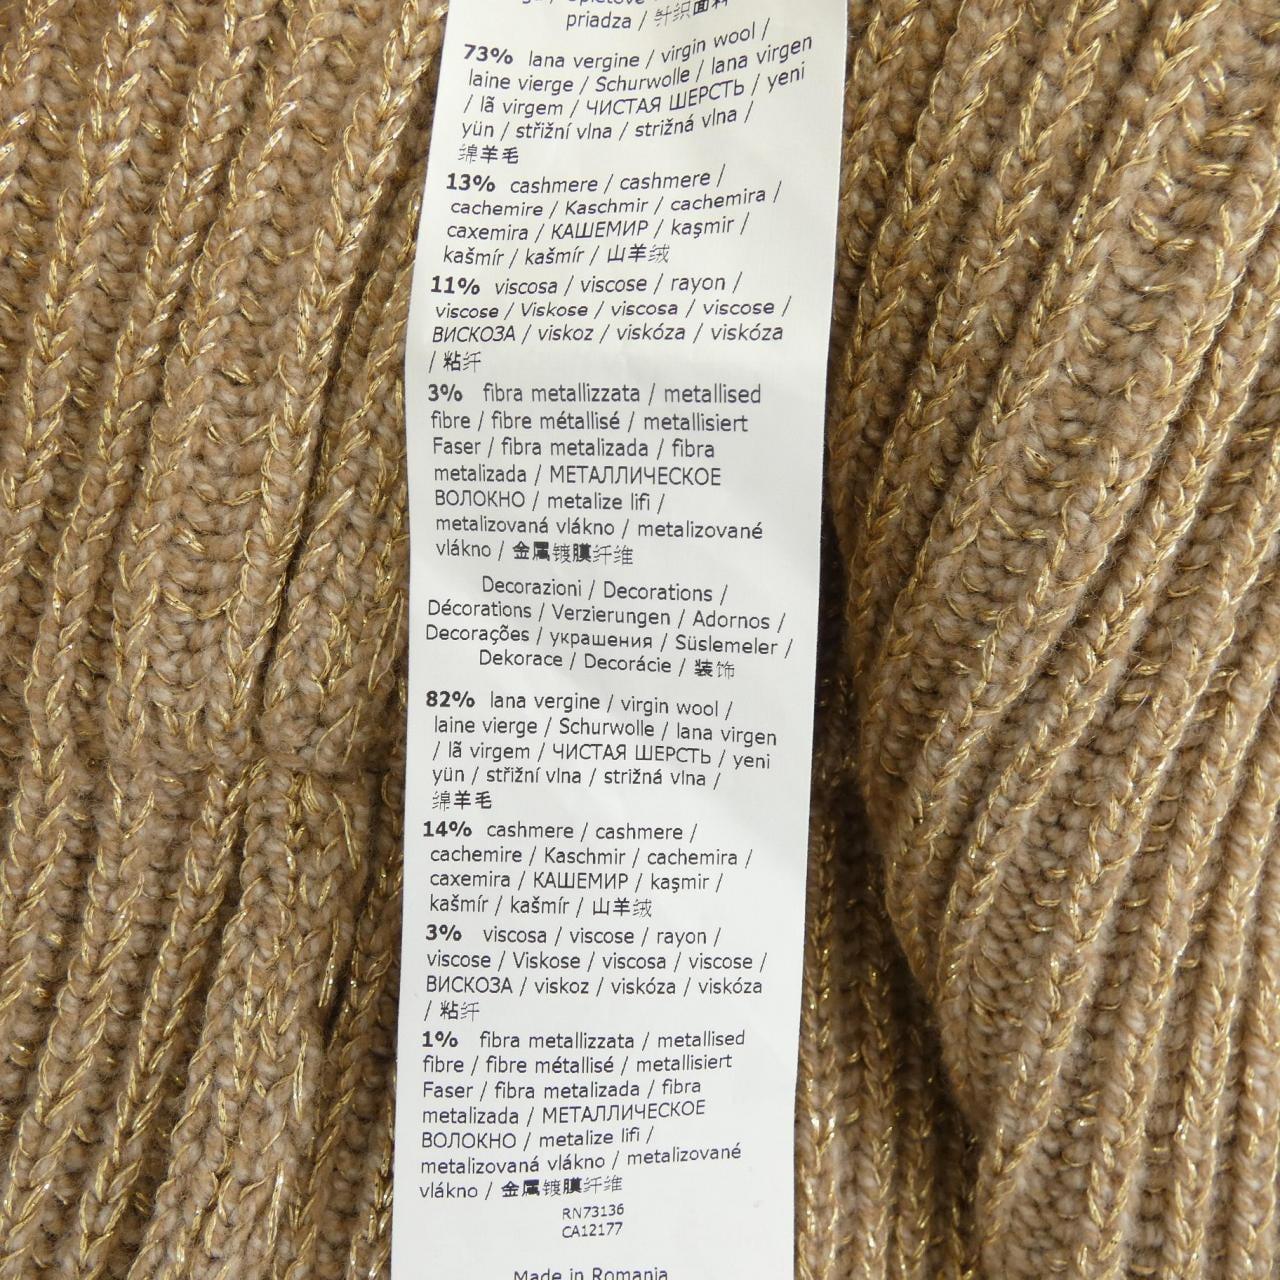 priadza / 针织面料
73% lana vergine / virgin wool /
laine vierge / Schurwolle / lana virgen
/ lã virgem / ЧИСТАЯ ШЕРСТЬ / yeni
yün / střižní vlna / strižná vlna /
绵羊毛
13% cashmere / cashmere /
cachemire / Kaschmir / cachemira /
caxemira / КАШЕМИР / kaşmir /
kašmír / kašmír / 山羊绒
11% viscosa / viscose / rayon /
viscose / Viskose / viscosa / viscose /
ВИСКОЗА / viskoz / viskóza / viskóza
/ 粘纤
3% fibra metallizzata / metallised
fibre / fibre métallisé / metallisiert
Faser / fibra metalizada / fibra
metalizada / МЕТАЛЛИЧЕСКОЕ
ВОЛОКНО / metalize lifi /
metalizovaná vlákno / metalizované
vlákno / 金属镀膜纤维
Decorazioni / Decorations /
Décorations / Verzierungen / Adornos /
Decorações / украшения / Süslemeler /
Dekorace / Decorácie / 装饰
82% lana vergine / virgin wool /
laine vierge / Schurwolle / lana virgen
/ lã virgem / ЧИСТАЯ ШЕРСТЬ / yeni
yün / střižní vlna / strižná vlna /
绵羊毛
14% cashmere / cashmere /
cachemire / Kaschmir / cachemira /
caxemira / КАШЕМИР / kaşmir /
kašmír / kašmír / 山羊绒
3% viscosa / viscose / rayon /
viscose / Viskose / viscosa / viscose /
ВИСКОЗА / viskoz / viskóza / viskóza
/ 粘纤
1% fibra metallizzata / metallised
fibre / fibre métallisé / metallisiert
Faser / fibra metalizada / fibra
metalizada / МЕТАЛЛИЧЕСКОЕ
ВОЛОКНО / metalize lifi /
metalizovaná vlákno / metalizované
vlákno / 金属镀膜纤维
RN73136
CA12177
Made in Romania